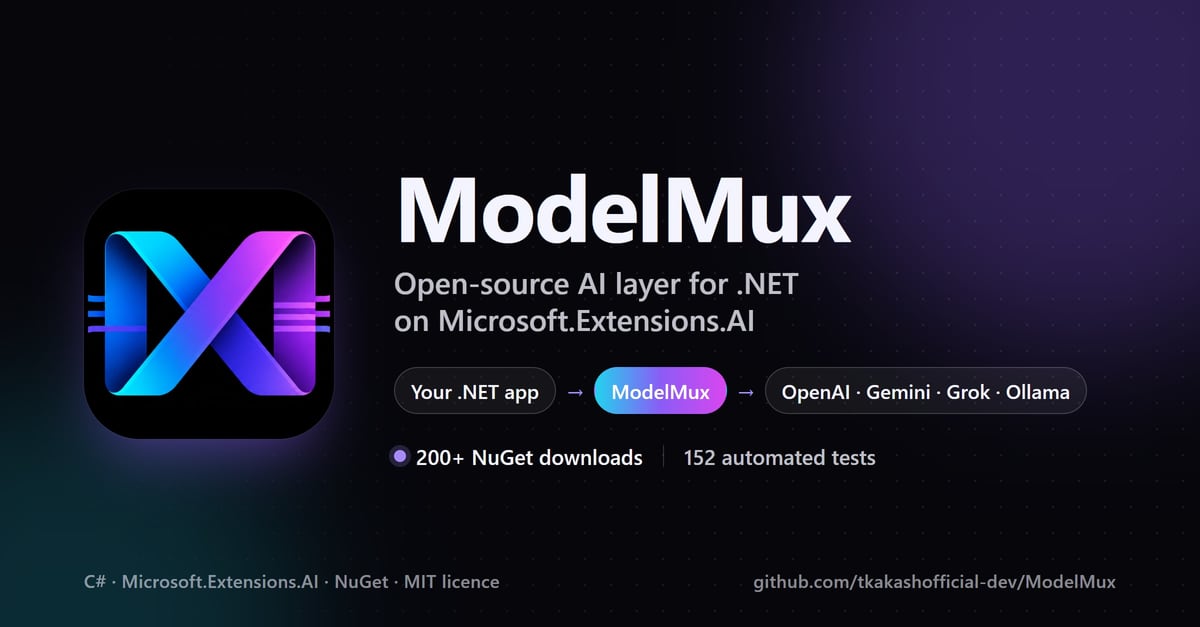 ModelMux
Open-source AI layer for .NET
on Microsoft.Extensions.AI
Your .NET app → ModelMux → OpenAI · Gemini · Grok · Ollama
200+ NuGet downloads
152 automated tests
C# · Microsoft.Extensions.AI · NuGet · MIT licence
github.com/tkakashofficial-dev/ModelMux